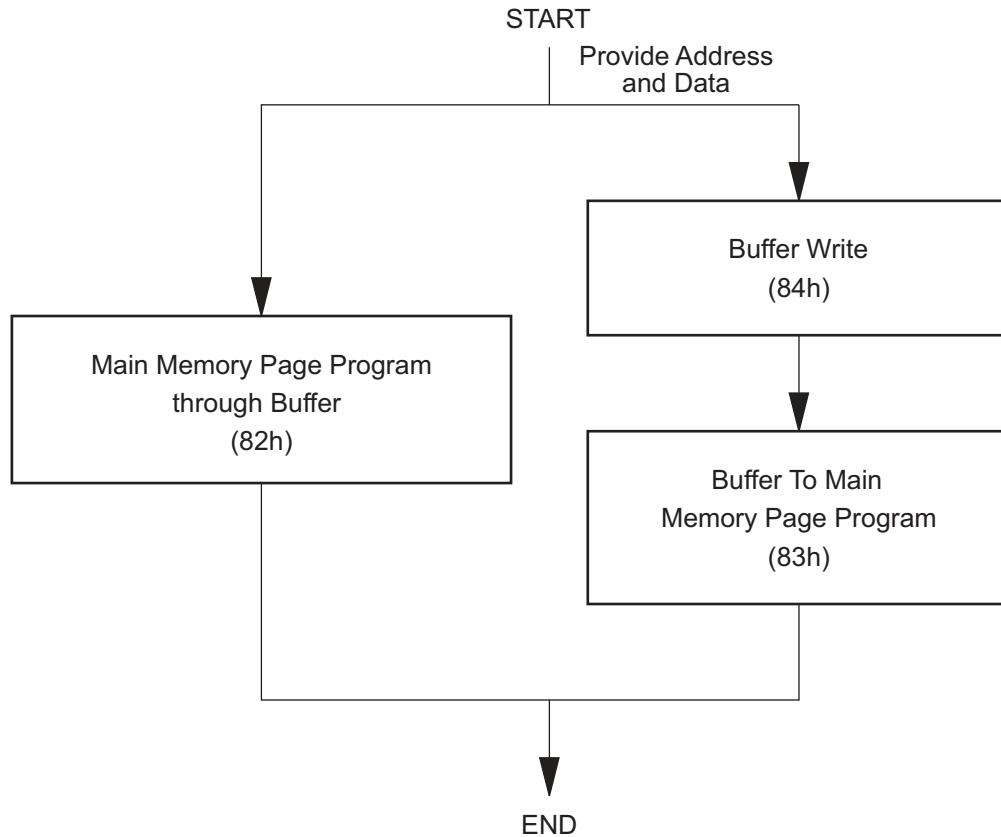 START
Provide Address
and Data
Buffer Write
(84h)
Main Memory Page Program
through Buffer
(82h)
Buffer To Main
Memory Page Program
(83h)
END